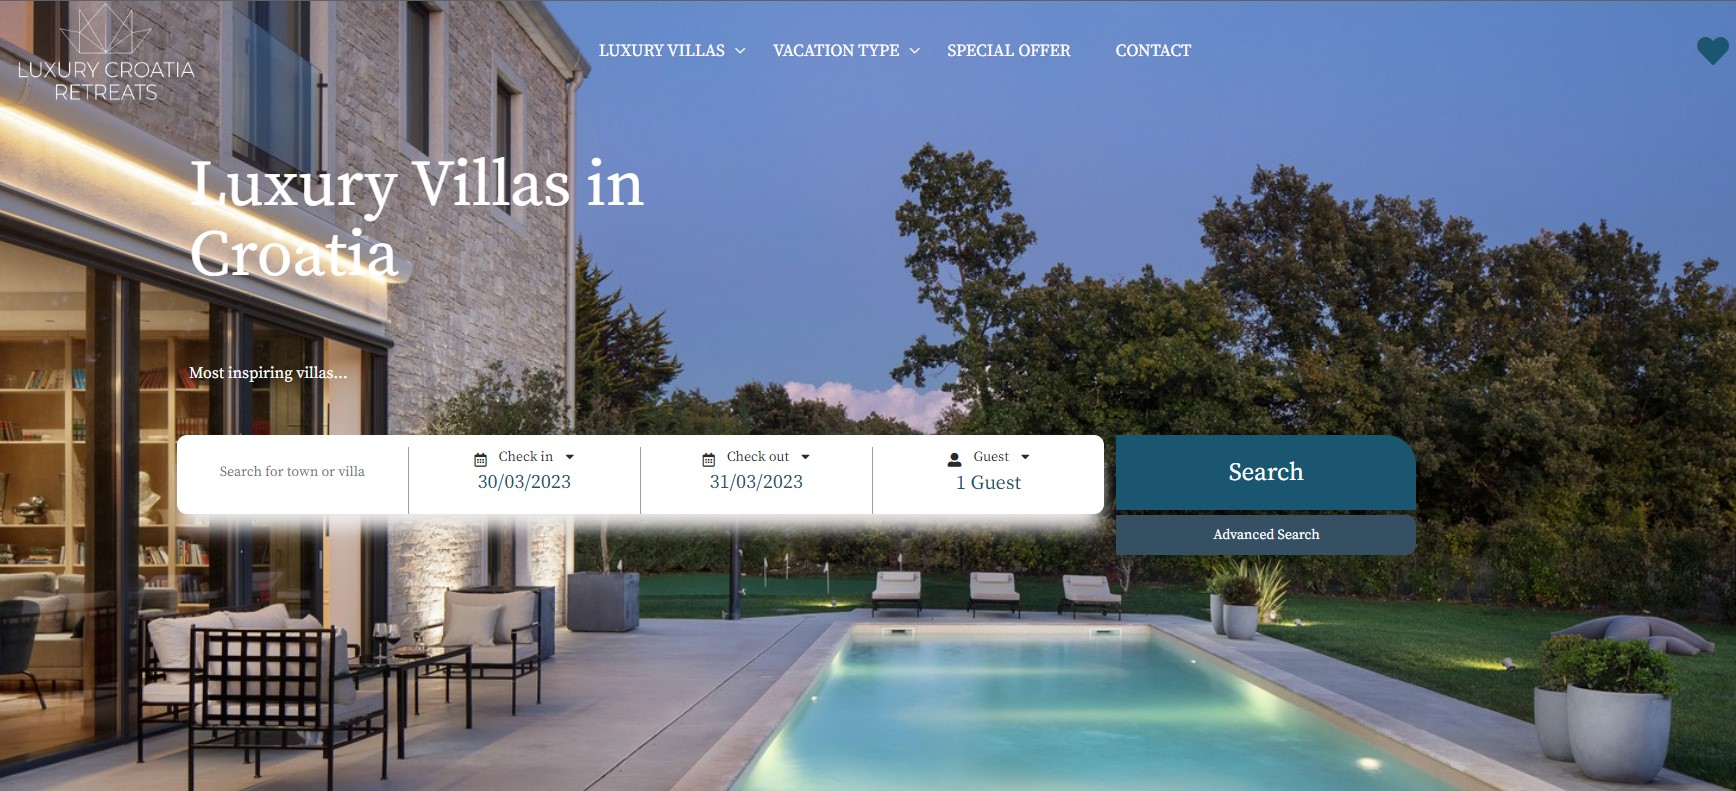 LUXURY CROATIA
RETREATS
LUXURY VILLAS
VACATION TYPE
SPECIAL OFFER
CONTACT
Luxury Villas in
Croatia
Most inspiring villas...
Search for town or villa
Check in
30/03/2023
Check out
31/03/2023
Guest
1 Guest
Search
Advanced Search